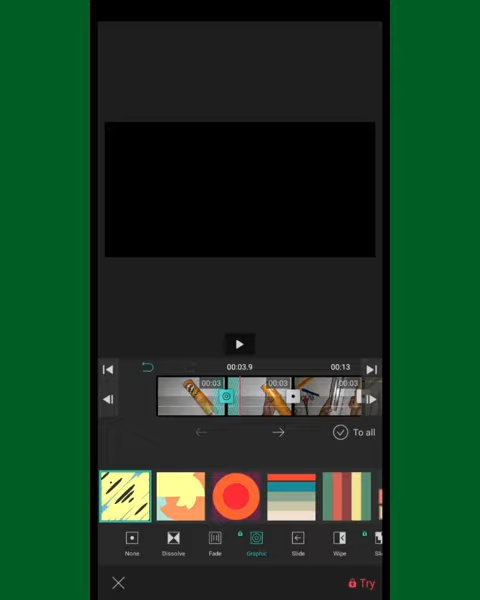 00:03.9 00:13
00:03 00:03 00:03
To all
None Dissolve Fade Graphic Slide Wipe
Try